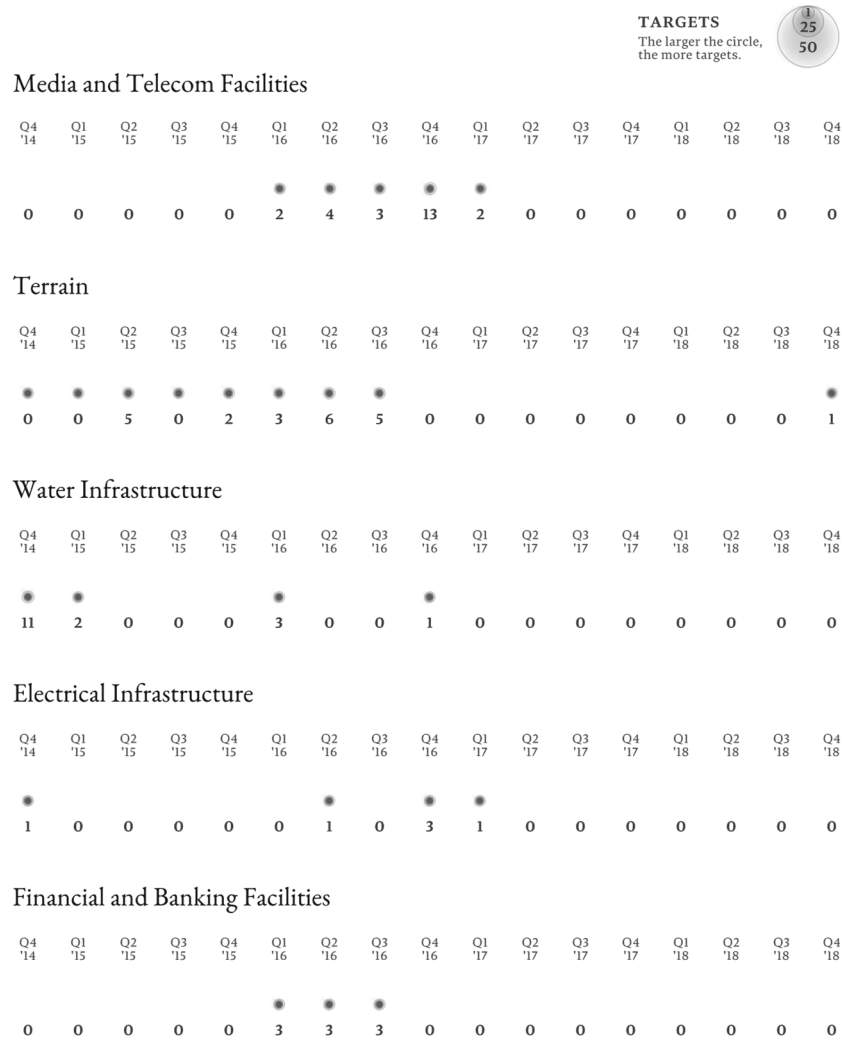 TARGETS
The larger the circle,
the more targets.
1
25
50
Media and Telecom Facilities
Q4 Q1 Q2 Q3 Q4 Q1 Q2 Q3 Q4 Q1 Q2 Q3 Q4 Q1 Q2 Q3 Q4
'14 '15 '15 '15 '15 '16 '16 '16 '16 '17 '17 '17 '17 '18 '18 '18 '18
0 0 0 0 0 2 4 3 13 2 0 0 0 0 0 0 0
Terrain
Q4 Q1 Q2 Q3 Q4 Q1 Q2 Q3 Q4 Q1 Q2 Q3 Q4 Q1 Q2 Q3 Q4
'14 '15 '15 '15 '15 '16 '16 '16 '16 '17 '17 '17 '17 '18 '18 '18 '18
0 0 5 0 2 3 6 5 0 0 0 0 0 0 0 0 1
Water Infrastructure
Q4 Q1 Q2 Q3 Q4 Q1 Q2 Q3 Q4 Q1 Q2 Q3 Q4 Q1 Q2 Q3 Q4
'14 '15 '15 '15 '15 '16 '16 '16 '16 '17 '17 '17 '17 '18 '18 '18 '18
11 2 0 0 0 3 0 0 1 0 0 0 0 0 0 0 0
Electrical Infrastructure
Q4 Q1 Q2 Q3 Q4 Q1 Q2 Q3 Q4 Q1 Q2 Q3 Q4 Q1 Q2 Q3 Q4
'14 '15 '15 '15 '15 '16 '16 '16 '16 '17 '17 '17 '17 '18 '18 '18 '18
1 0 0 0 0 0 1 0 3 1 0 0 0 0 0 0 0
Financial and Banking Facilities
Q4 Q1 Q2 Q3 Q4 Q1 Q2 Q3 Q4 Q1 Q2 Q3 Q4 Q1 Q2 Q3 Q4
'14 '15 '15 '15 '15 '16 '16 '16 '16 '17 '17 '17 '17 '18 '18 '18 '18
0 0 0 0 0 3 3 3 0 0 0 0 0 0 0 0 0